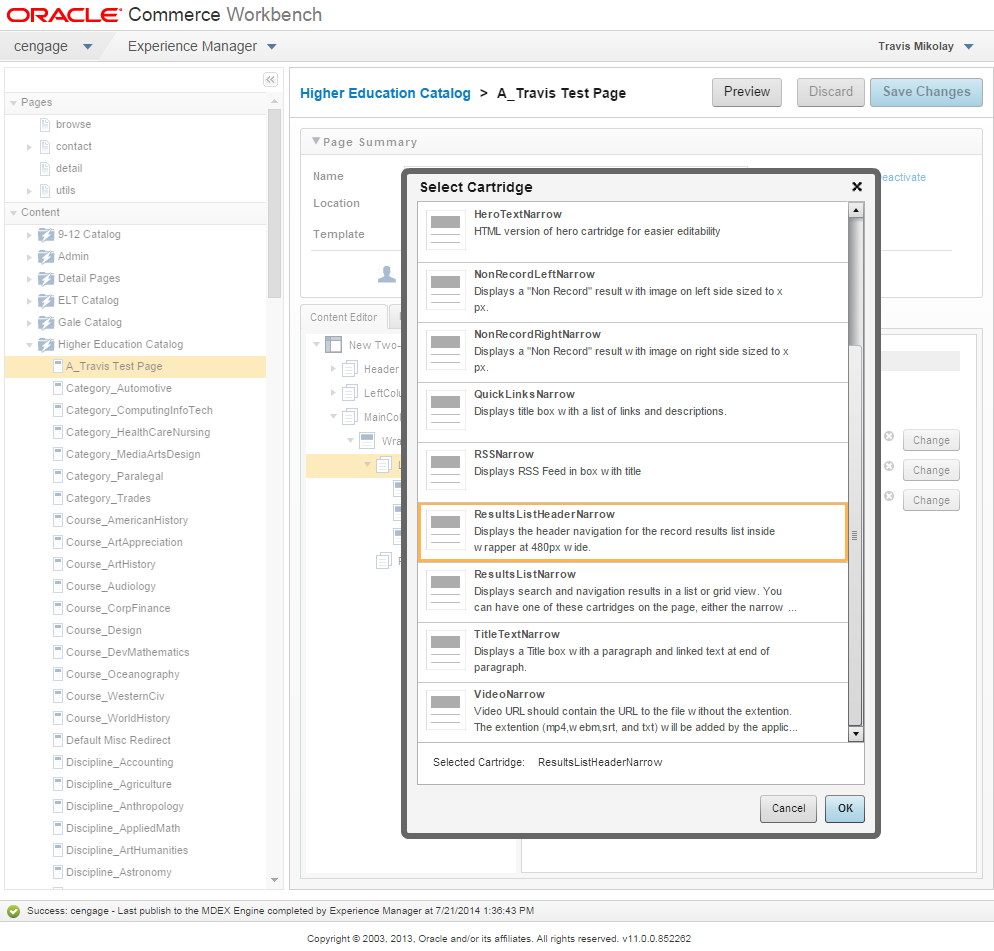 ORACLE Commerce Workbench
cengage Experience Manager Travis Mikolay
Pages
browse
contact
detail
utils
Content
9-12 Catalog
Admin
Detail Pages
ELT Catalog
Gale Catalog
Higher Education Catalog
A_Travis Test Page
Category_Automotive
Category_ComputingInfoTech
Category_HealthCareNursing
Category_MediaArtsDesign
Category_Paralegal
Category_Trades
Course_AmericanHistory
Course_ArtAppreciation
Course_ArtHistory
Course_Audiology
Course_CorpFinance
Course_Design
Course_DevMathematics
Course_Oceanography
Course_WesternCiv
Course_WorldHistory
Default Misc Redirect
Discipline_Accounting
Discipline_Agriculture
Discipline_Anthropology
Discipline_AppliedMath
Discipline_ArtHumanities
Discipline_Astronomy
Higher Education Catalog > A_Travis Test Page
Preview Discard Save Changes
Page Summary
Name
Location
Template
eactivate
Content Editor
New Two-
Header
LeftColu
MainCol
Wra
Change
Change
Change
Select Cartridge
HeroTextNarrow
HTML version of hero cartridge for easier editability
NonRecordLeftNarrow
Displays a "Non Record" result with image on left side sized to x
px.
NonRecordRightNarrow
Displays a "Non Record" result with image on right side sized to x
px.
QuickLinksNarrow
Displays title box with a list of links and descriptions.
RSSNarrow
Displays RSS Feed in box with title
ResultsListHeaderNarrow
Displays the header navigation for the record results list inside
wrapper at 480px wide.
ResultsListNarrow
Displays search and navigation results in a list or grid view. You
can have one of these cartridges on the page, either the narrow ...
TitleTextNarrow
Displays a Title box with a paragraph and linked text at end of
paragraph.
VideoNarrow
Video URL should contain the URL to the file without the extention.
The extention (mp4,webm,srt, and txt) will be added by the applic...
Selected Cartridge: ResultsListHeaderNarrow
Cancel OK
Success: cengage - Last publish to the MDEX Engine completed by Experience Manager at 7/21/2014 1:36:43 PM
Copyright © 2003, 2013, Oracle and/or its affiliates. All rights reserved. v11.0.0.852262